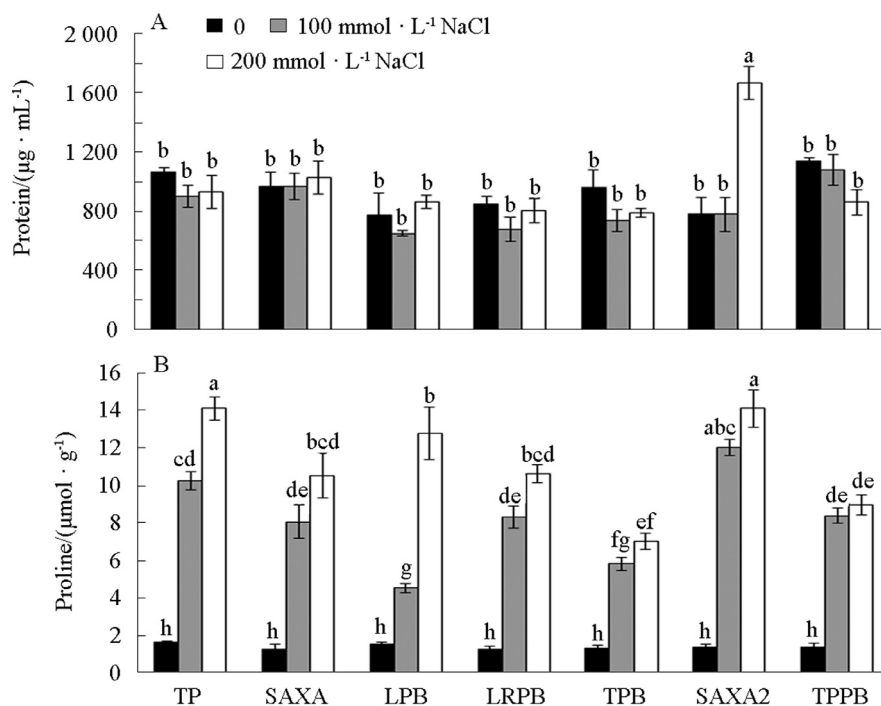 A
0 100 mmol · L⁻¹ NaCl
200 mmol · L⁻¹ NaCl
Protein/(μg · mL⁻¹)
2 000
1 600
1 200
800
400
0
b b b b b b b b b b b b b b b b b a b b b
B
Proline/(μmol · g⁻¹)
16
14
12
10
8
6
4
2
0
h cd a h de bcd h g b h de bcd h fg ef h abc a h de de
TP SAXA LPB LRPB TPB SAXA2 TPPB